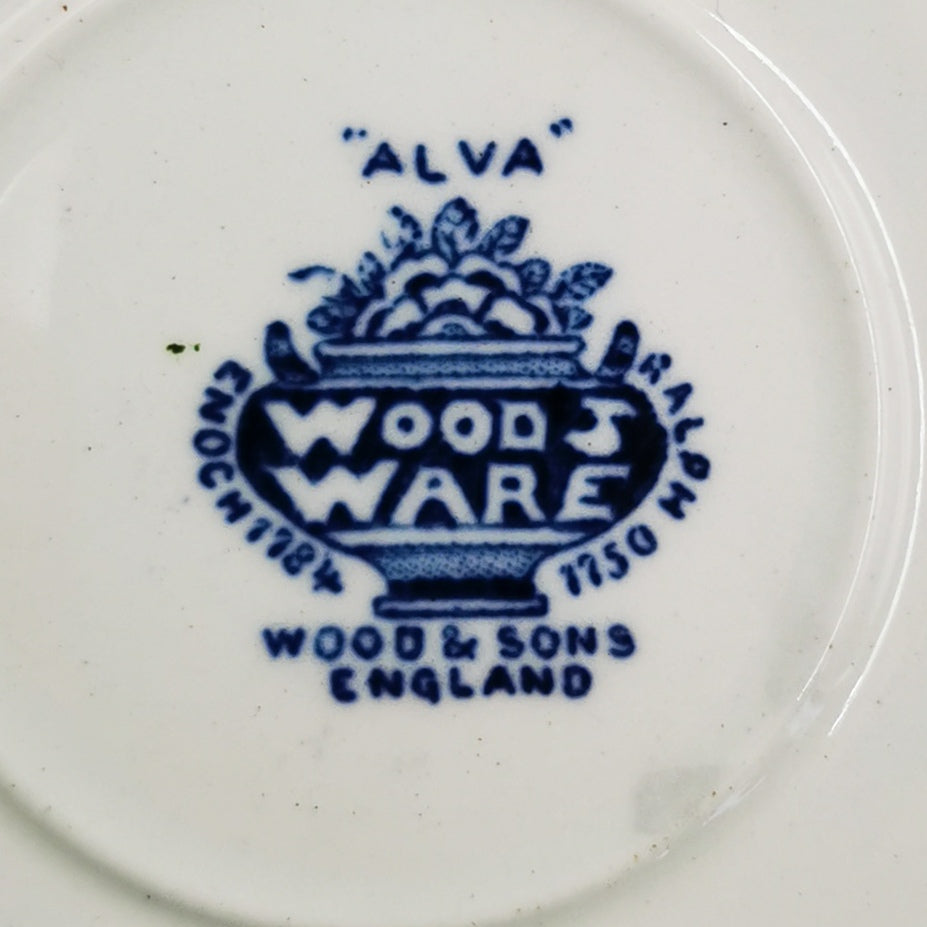 "ALVA"
WOOD'S
WARE
ENOCH 1784
RALPH 1750
WOOD & SONS
ENGLAND